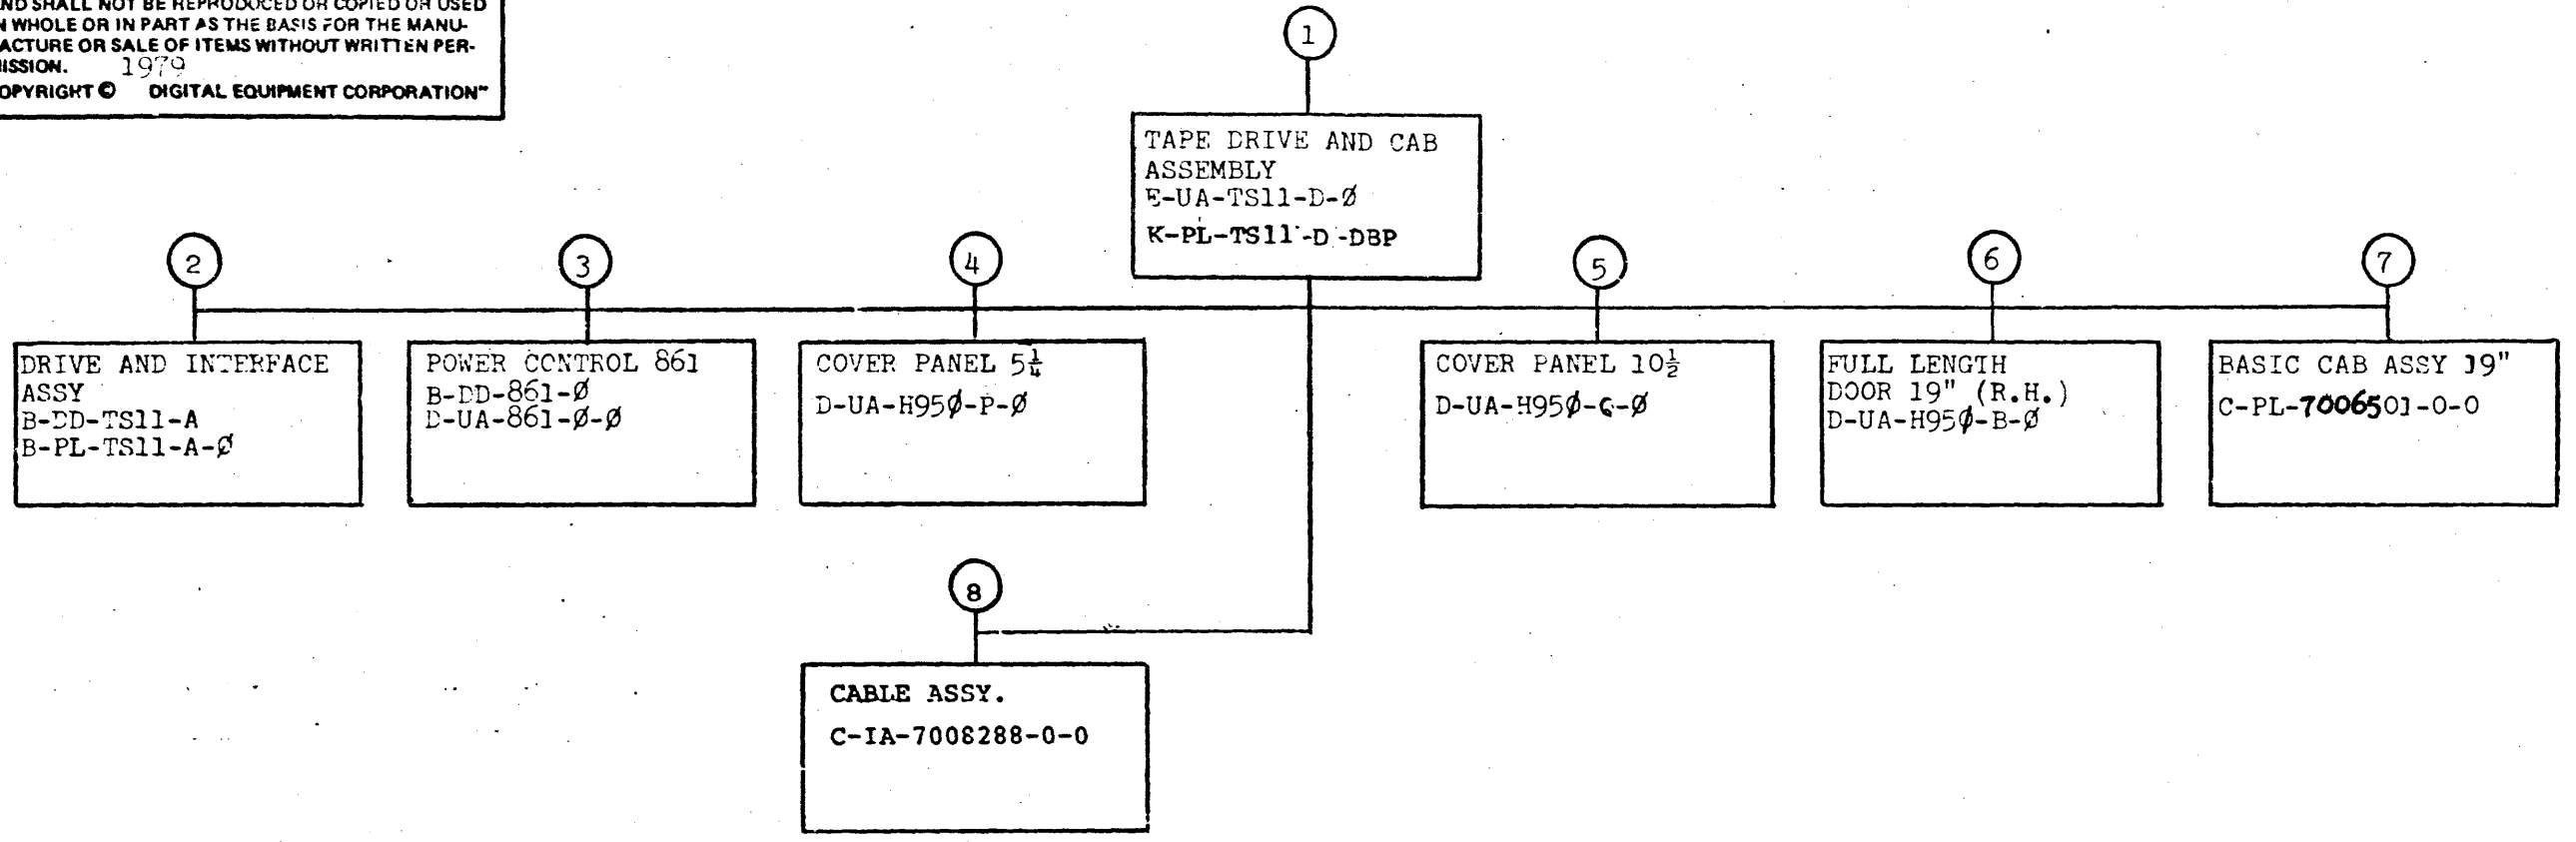 ND SHALL NOT BE REPRODUCED OR COPIED OR USED
N WHOLE OR IN PART AS THE BASIS FOR THE MANU-
ACTURE OR SALE OF ITEMS WITHOUT WRITTEN PER-
ISSION. 1979
OPYRIGHT © DIGITAL EQUIPMENT CORPORATION"
1
TAPE DRIVE AND CAB
ASSEMBLY
E-UA-TS11-D-Ø
K-PL-TS11-D-DBP
2
DRIVE AND INTERFACE
ASSY
B-DD-TS11-A
B-PL-TS11-A-Ø
3
POWER CONTROL 861
B-DD-861-Ø
D-UA-861-Ø-Ø
4
COVER PANEL 5¼
D-UA-H95Ø-P-Ø
5
COVER PANEL 10½
D-UA-H95Ø- -Ø
6
FULL LENGTH
DOOR 19" (R.H.)
D-UA-H95Ø-B-Ø
7
BASIC CAB ASSY 19"
C-PL-7006501-0-0
8
CABLE ASSY.
C-IA-7008288-0-0